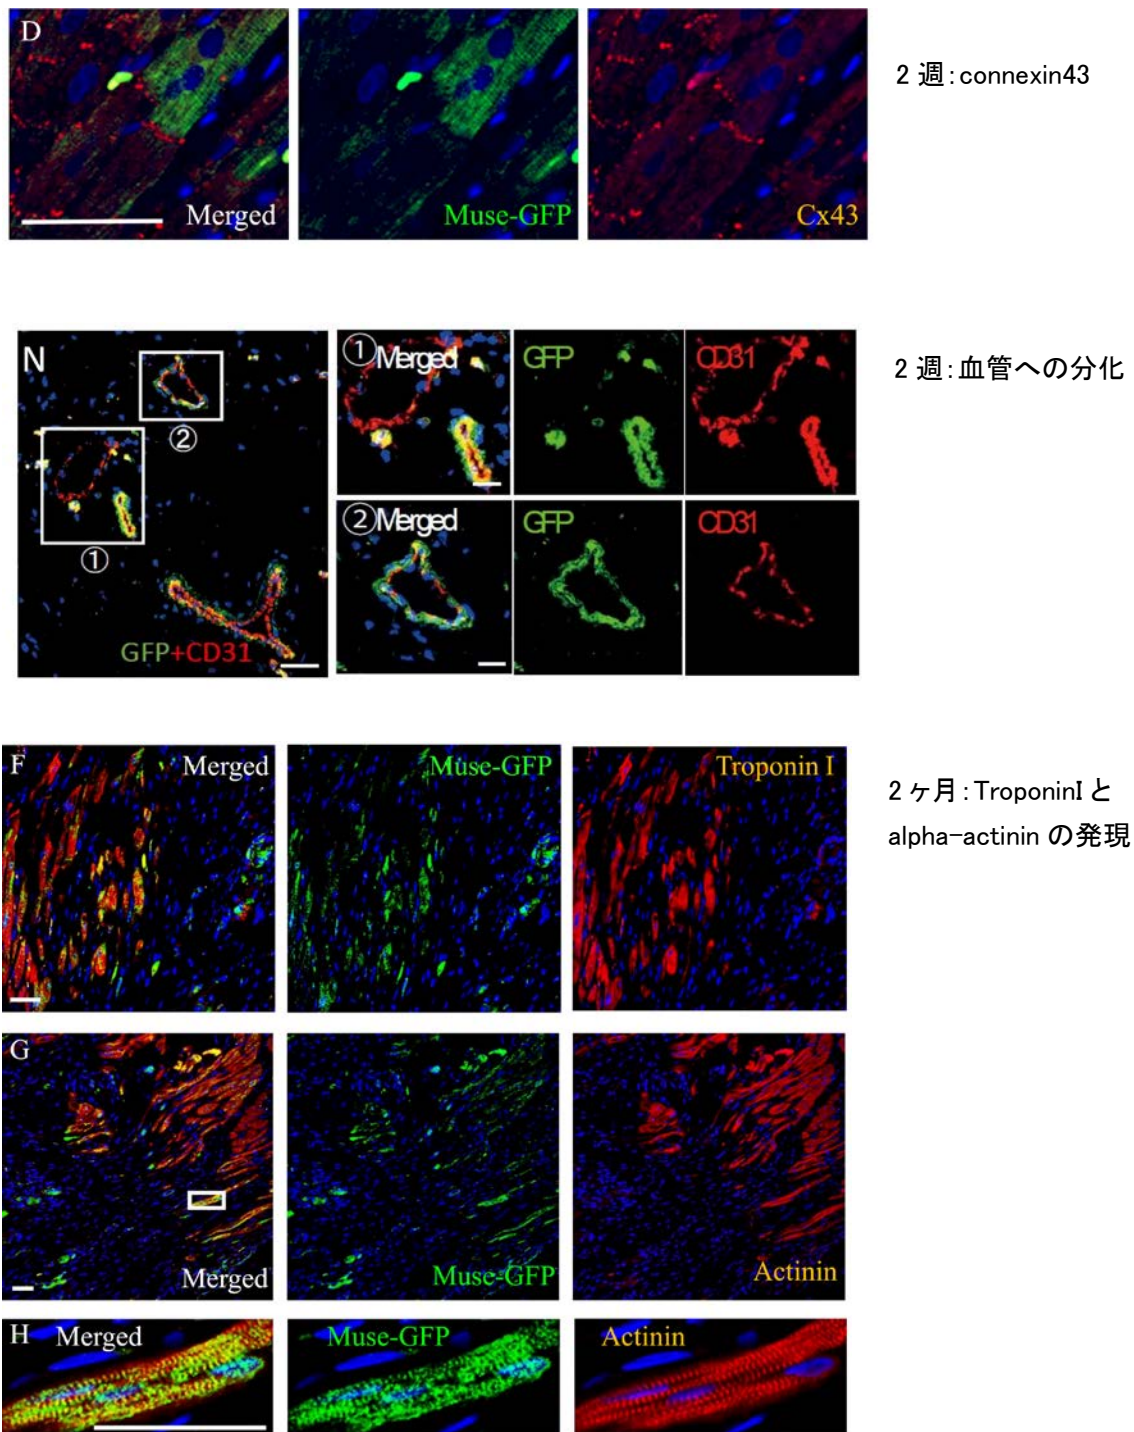 D
Merged
Muse-GFP
Cx43
2 週：connexin43
N
②
①
GFP+CD31
①Merged
GFP
CD31
②Merged
GFP
CD31
2 週：血管への分化
F
Merged
Muse-GFP
Troponin I
2 ヶ月：TroponinI と
alpha-actinin の発現
G
Merged
Muse-GFP
Actinin
H
Merged
Muse-GFP
Actinin